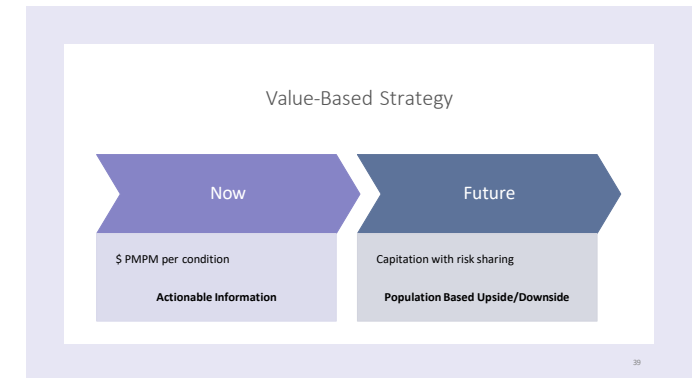 Value-Based Strategy
Now
$ PMPM per condition
Actionable Information
Future
Capitation with risk sharing
Population Based Upside/Downside
39